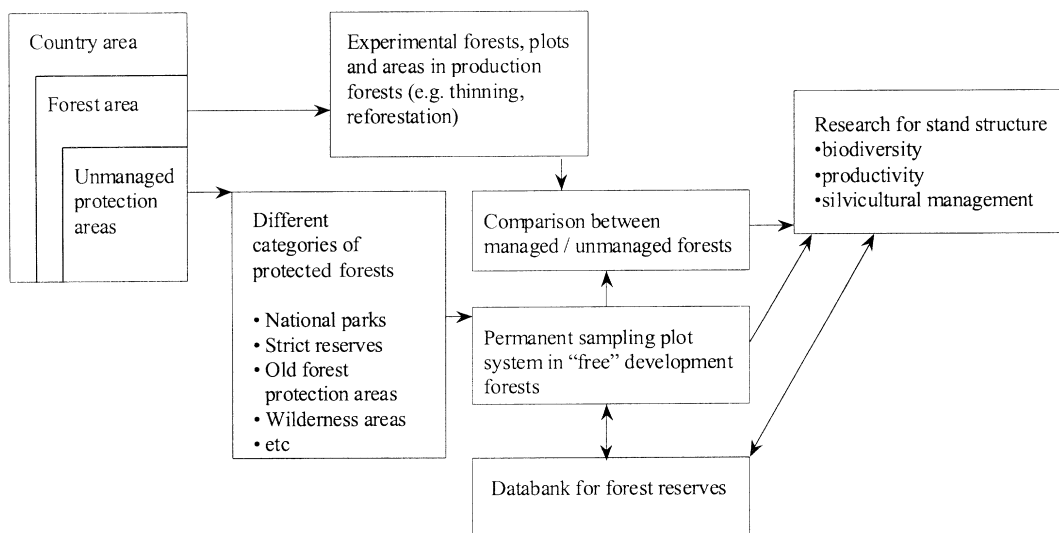 Country area
Forest area
Unmanaged
protection
areas
Experimental forests, plots
and areas in production
forests (e.g. thinning,
reforestation)
Different
categories of
protected forests
• National parks
• Strict reserves
• Old forest
protection areas
• Wilderness areas
• etc
Comparison between
managed / unmanaged forests
Permanent sampling plot
system in “free” development
forests
Databank for forest reserves
Research for stand structure
•biodiversity
•productivity
•silvicultural management